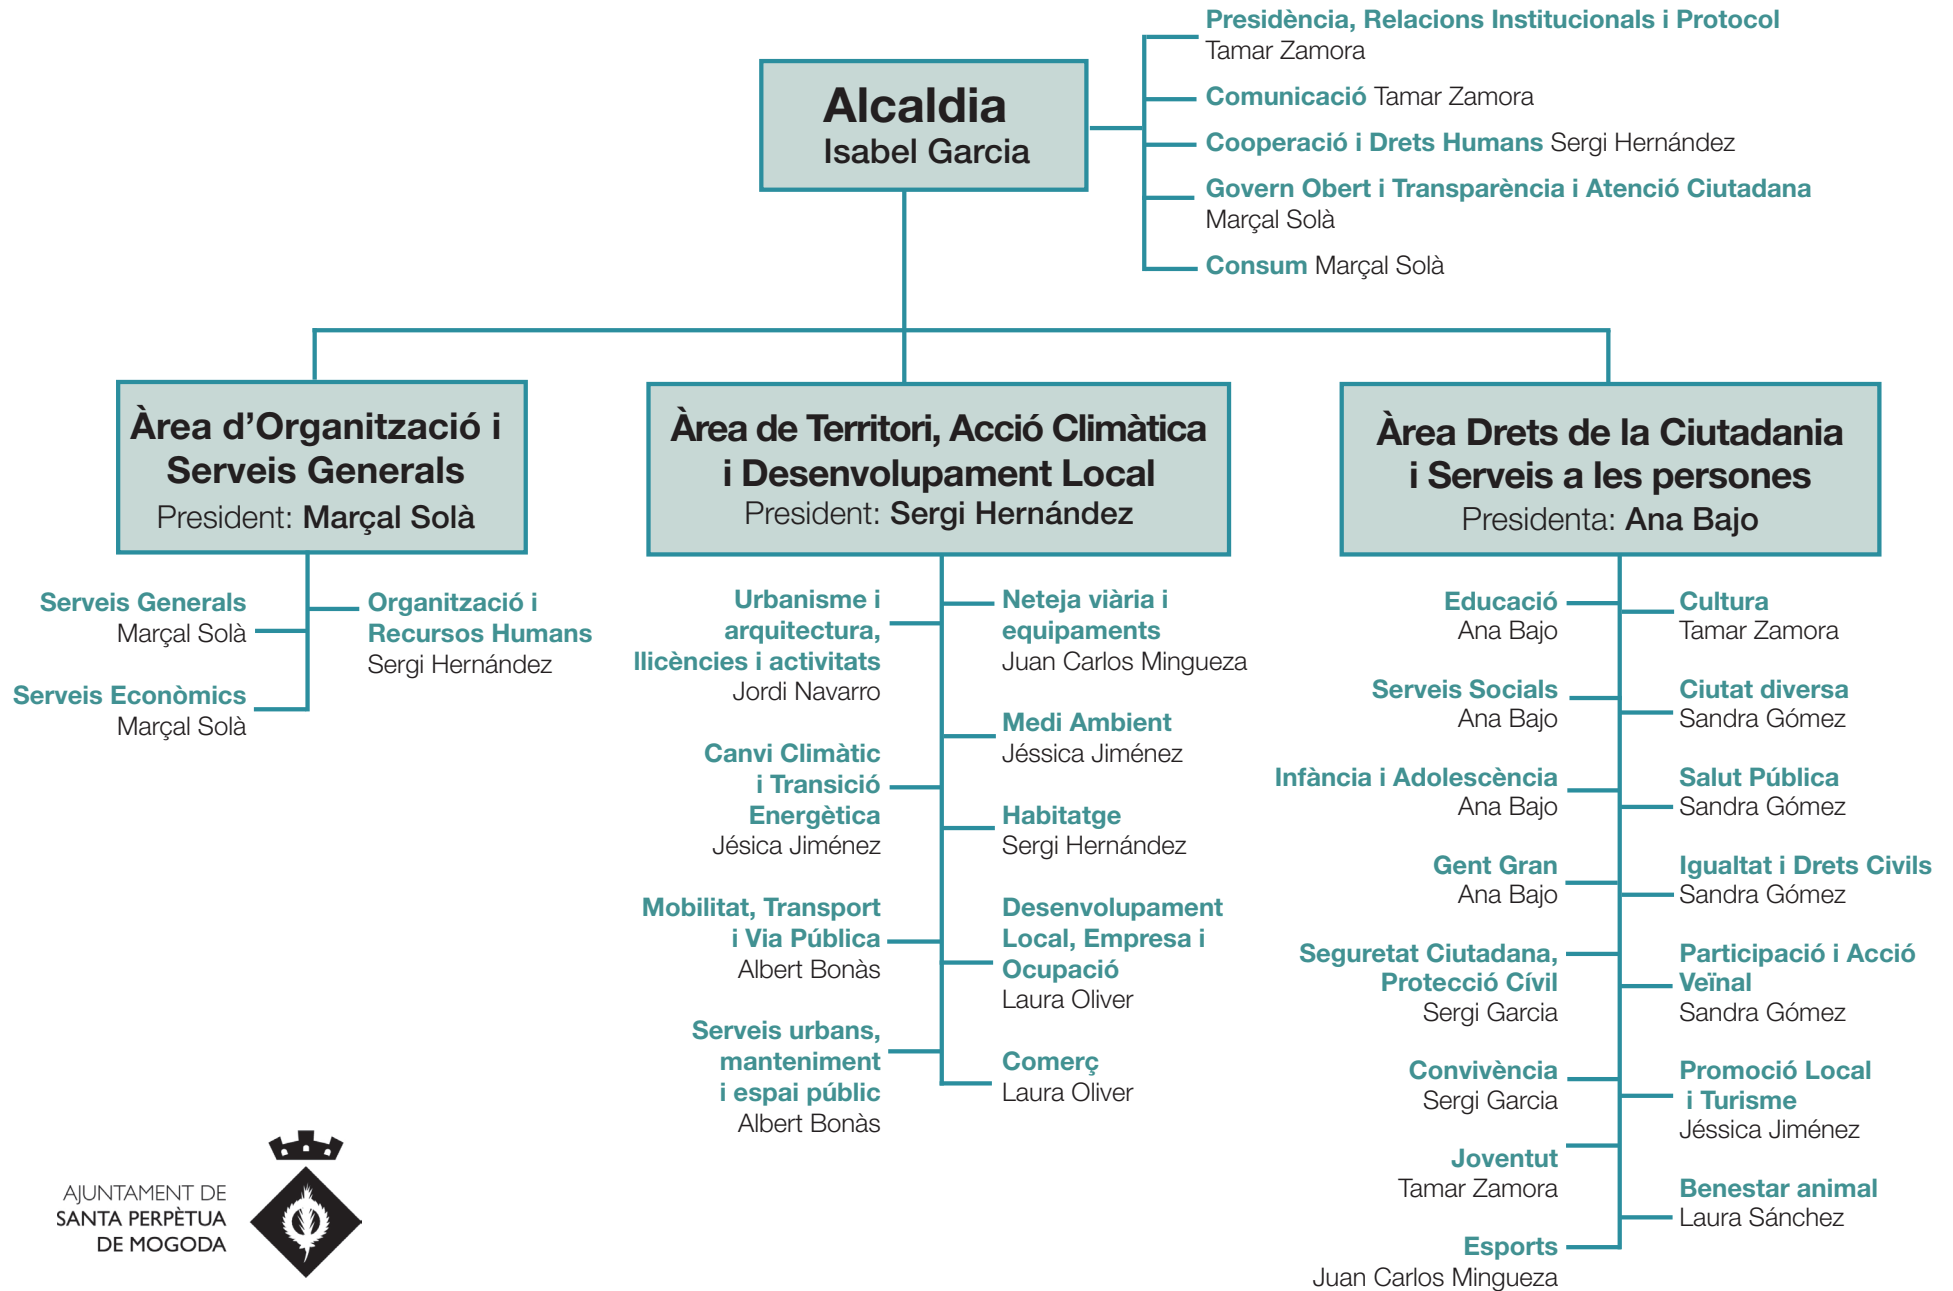 Presidència, Relacions Institucionals i Protocol
Tamar Zamora
Alcaldia
Isabel Garcia
Comunicació Tamar Zamora
Cooperació i Drets Humans Sergi Hernández
Govern Obert i Transparència i Atenció Ciutadana
Marçal Solà
Consum Marçal Solà
Àrea d’Organització i
Serveis Generals
President: Marçal Solà
Serveis Generals
Marçal Solà
Serveis Econòmics
Marçal Solà
Organització i
Recursos Humans
Sergi Hernández
Àrea de Territori, Acció Climàtica
i Desenvolupament Local
President: Sergi Hernández
Urbanisme i
arquitectura,
llicències i activitats
Jordi Navarro
Canvi Climàtic
i Transició
Energètica
Jésica Jiménez
Mobilitat, Transport
i Via Pública
Albert Bonàs
Serveis urbans,
manteniment
i espai públic
Albert Bonàs
Neteja viària i
equipaments
Juan Carlos Mingueza
Medi Ambient
Jéssica Jiménez
Habitatge
Sergi Hernández
Desenvolupament
Local, Empresa i
Ocupació
Laura Oliver
Comerç
Laura Oliver
Àrea Drets de la Ciutadania
i Serveis a les persones
Presidenta: Ana Bajo
Educació
Ana Bajo
Serveis Socials
Ana Bajo
Infància i Adolescència
Ana Bajo
Gent Gran
Ana Bajo
Seguretat Ciutadana,
Protecció Cívil
Sergi Garcia
Convivència
Sergi Garcia
Joventut
Tamar Zamora
Esports
Juan Carlos Mingueza
Cultura
Tamar Zamora
Ciutat diversa
Sandra Gómez
Salut Pública
Sandra Gómez
Igualtat i Drets Civils
Sandra Gómez
Participació i Acció
Veïnal
Sandra Gómez
Promoció Local
i Turisme
Jéssica Jiménez
Benestar animal
Laura Sánchez
AJUNTAMENT DE
SANTA PERPÈTUA
DE MOGODA